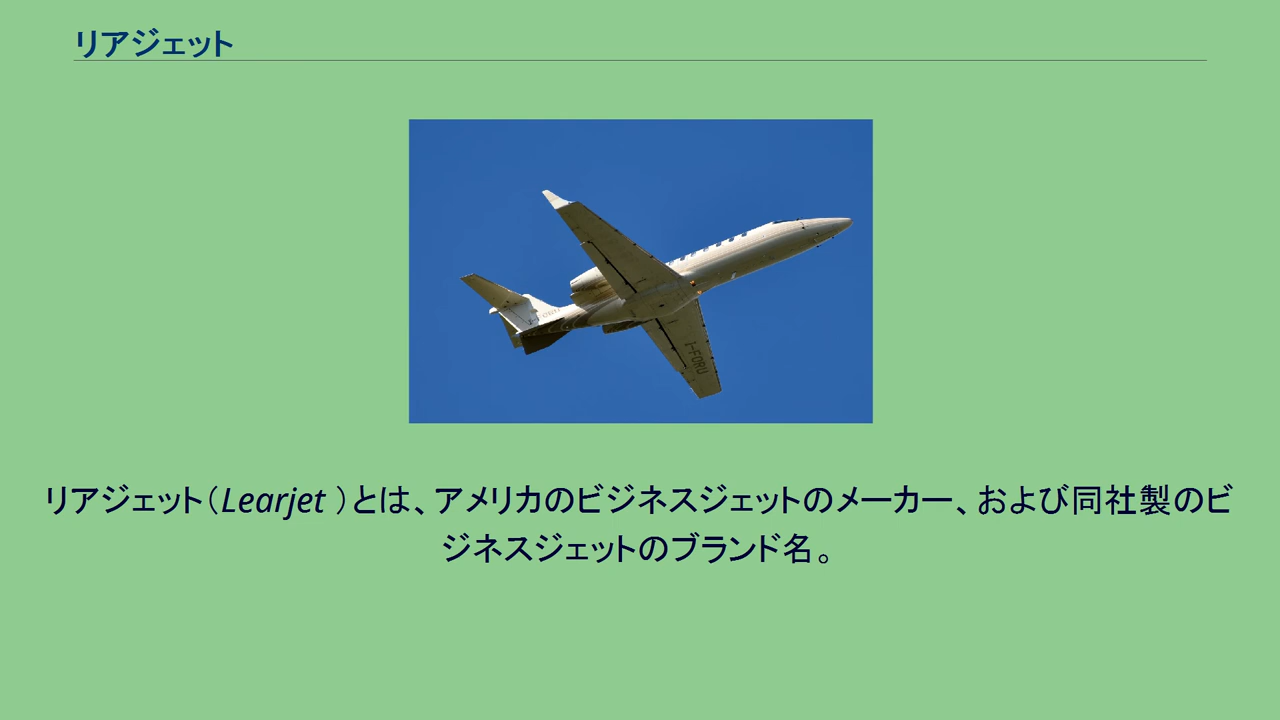 リアジェット
I-FORU
リアジェット（Learjet ）とは、アメリカのビジネスジェットのメーカー、および同社製のビ
ジネスジェットのブランド名。